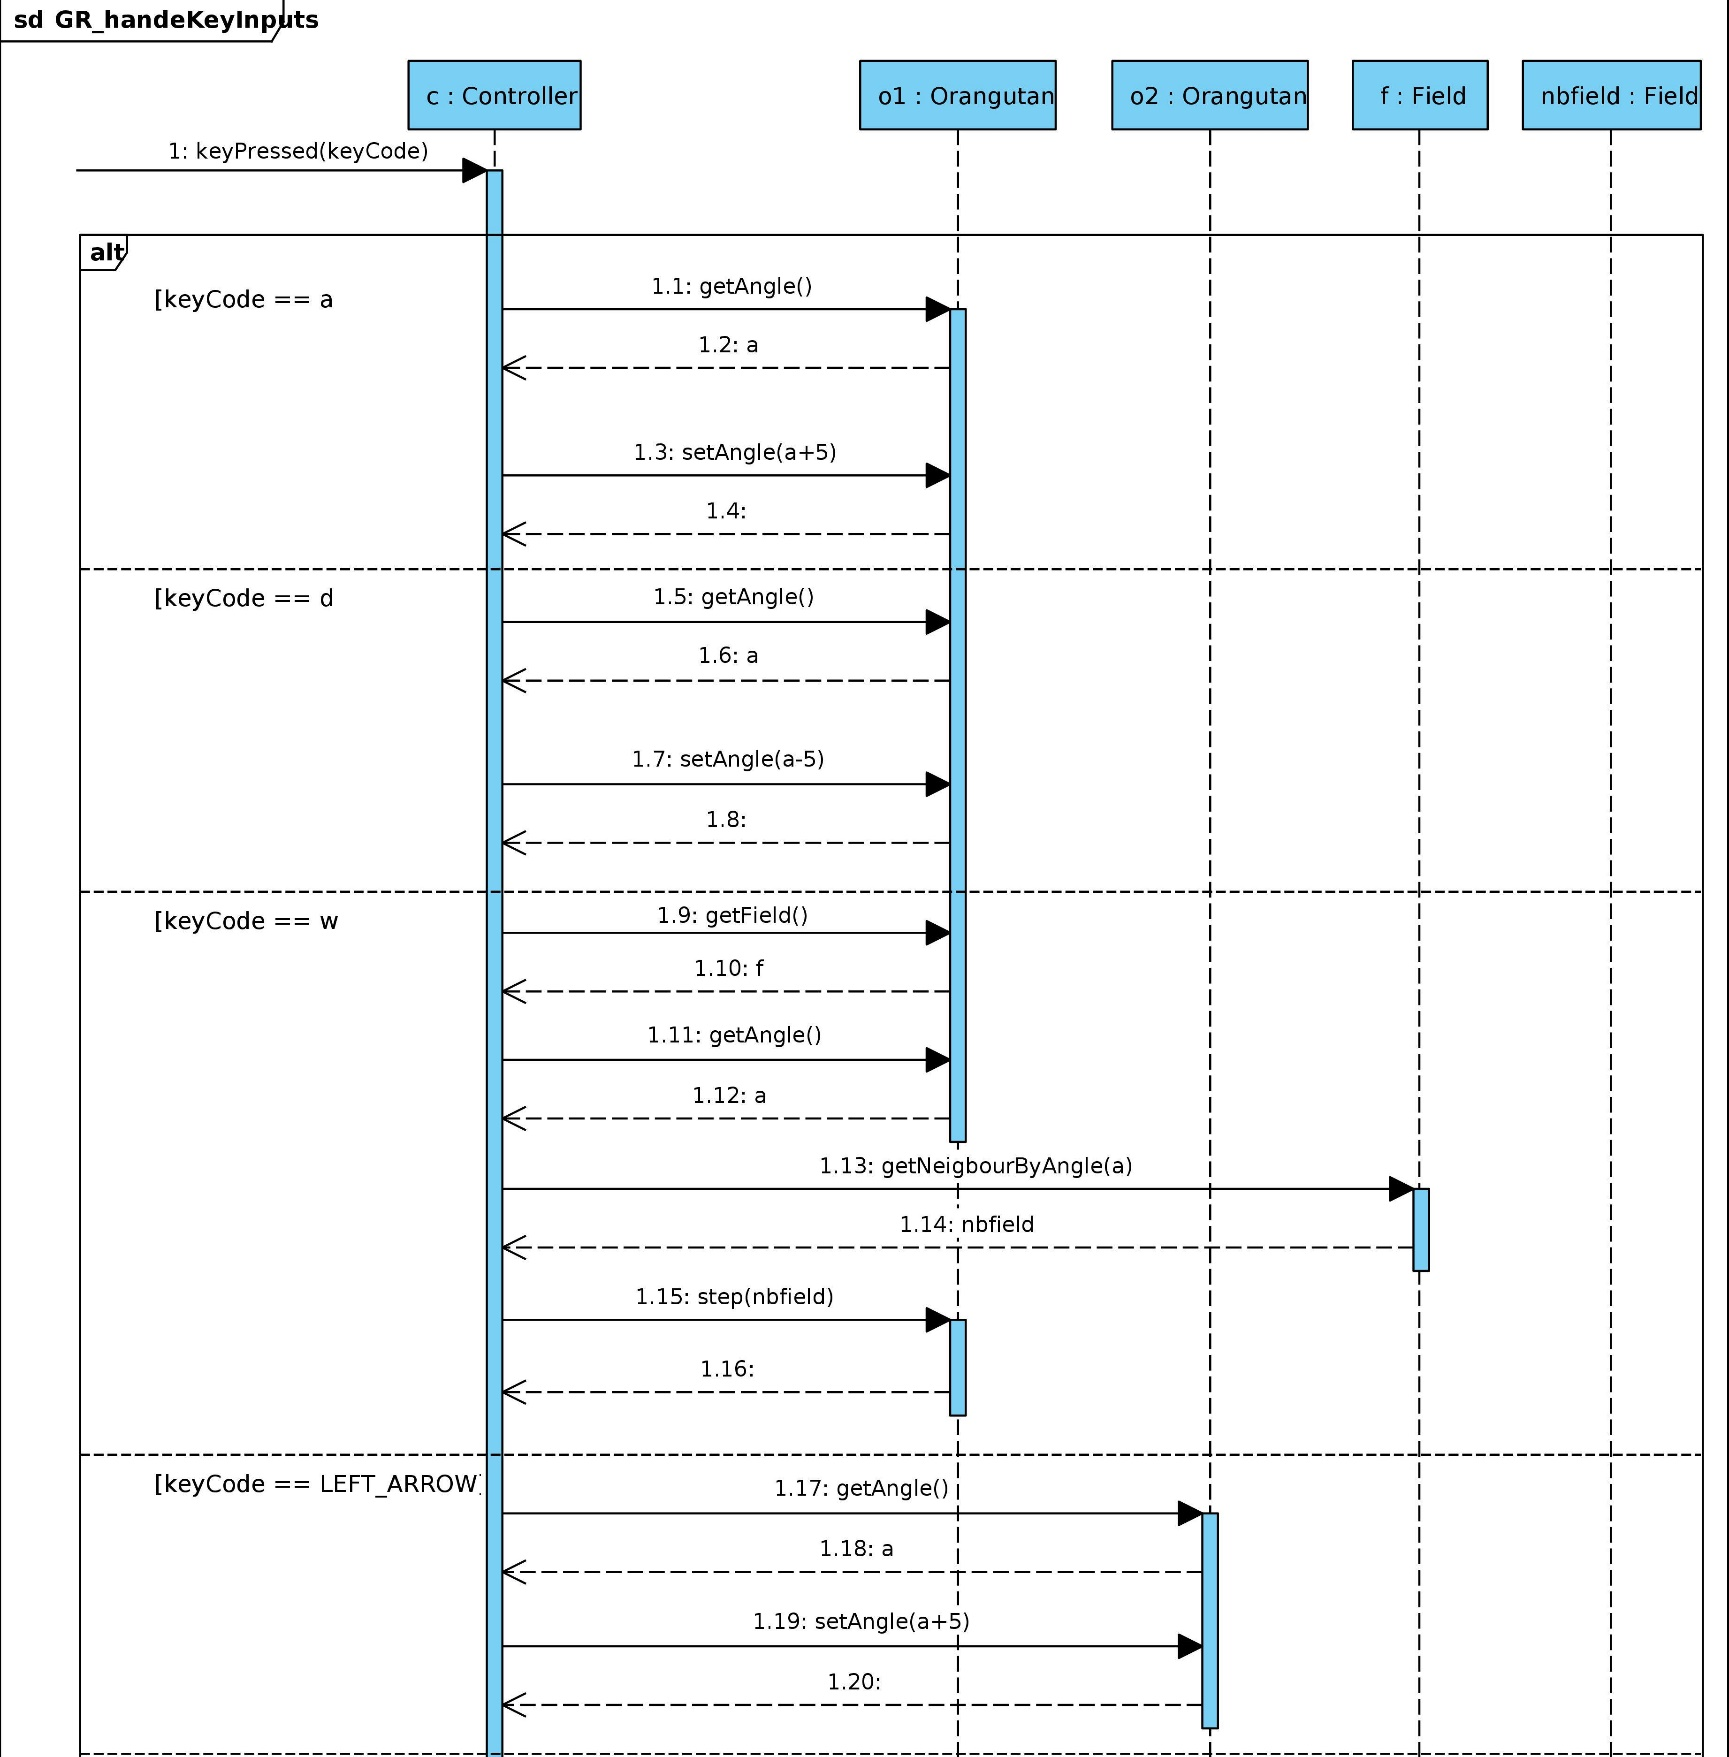 sd GR_handeKeyInputs
c : Controller
o1 : Orangutan
o2 : Orangutan
f : Field
nbfield : Field
1: keyPressed(keyCode)
alt
[keyCode == a
1.1: getAngle()
1.2: a
1.3: setAngle(a+5)
1.4:
[keyCode == d
1.5: getAngle()
1.6: a
1.7: setAngle(a-5)
1.8:
[keyCode == w
1.9: getField()
1.10: f
1.11: getAngle()
1.12: a
1.13: getNeigbourByAngle(a)
1.14: nbfield
1.15: step(nbfield)
1.16:
[keyCode == LEFT_ARROW]
1.17: getAngle()
1.18: a
1.19: setAngle(a+5)
1.20: